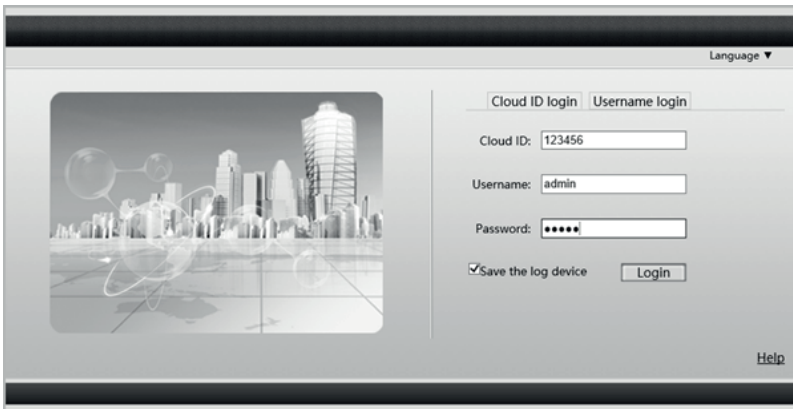 Language ▼
Cloud ID login Username login
Cloud ID: 123456
Username: admin
Password: •••••
Save the log device Login
Help